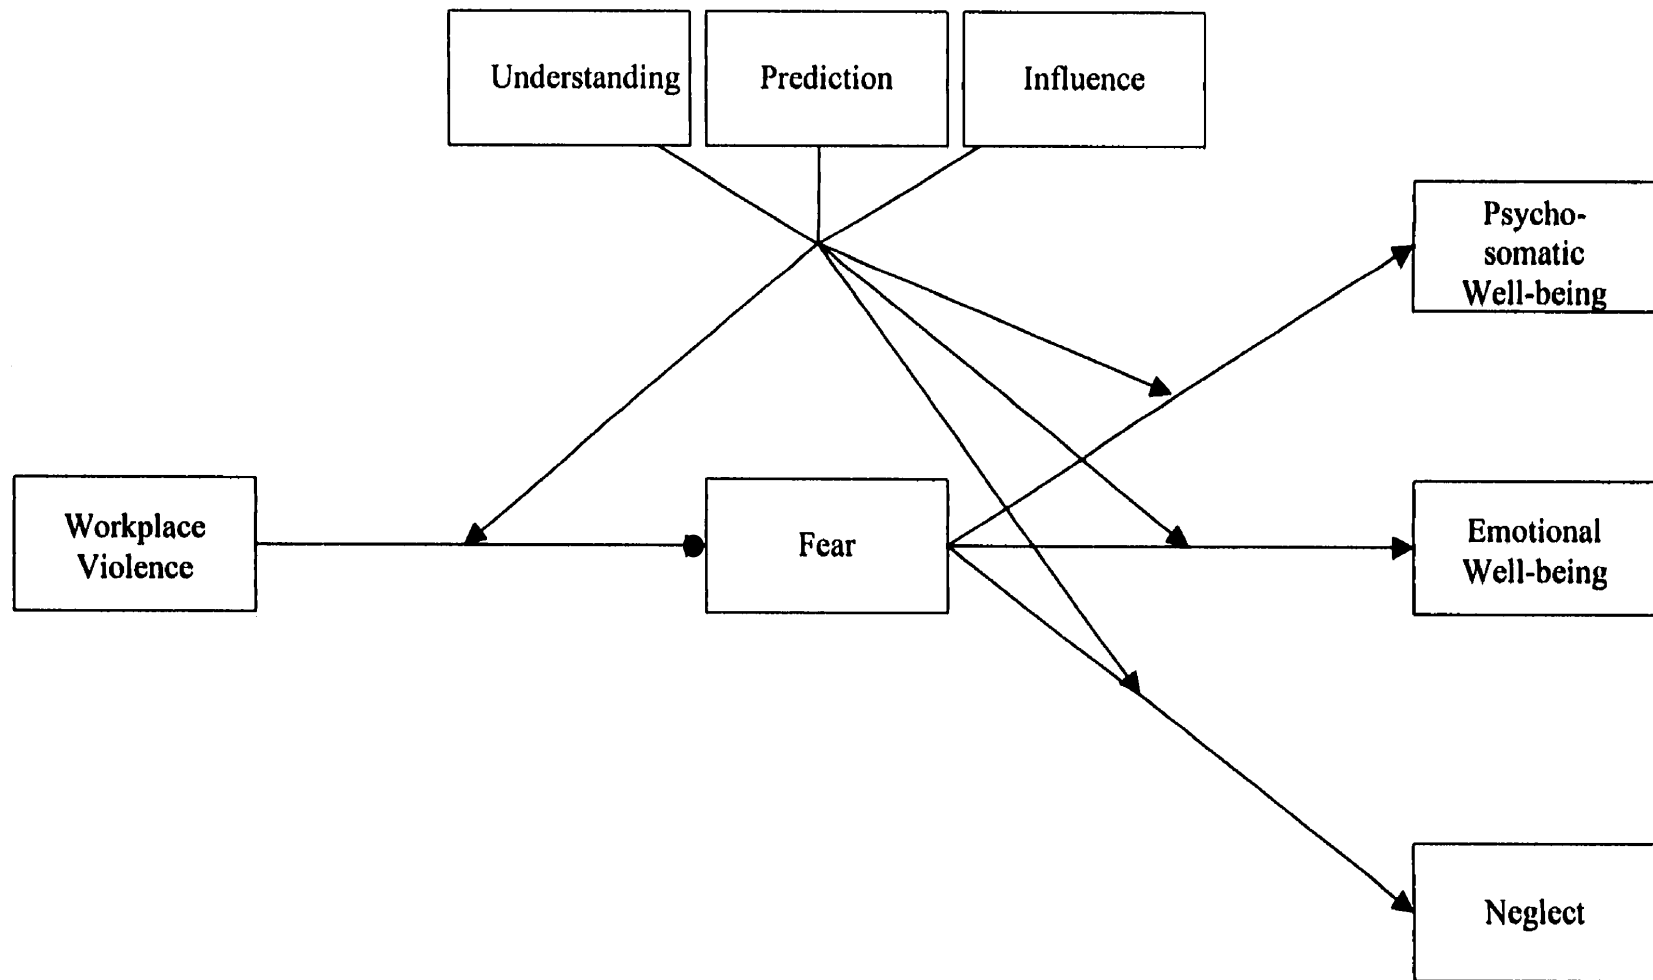 Understanding
Prediction
Influence
Psycho-
somatic
Well-being
Workplace
Violence
Fear
Emotional
Well-being
Neglect